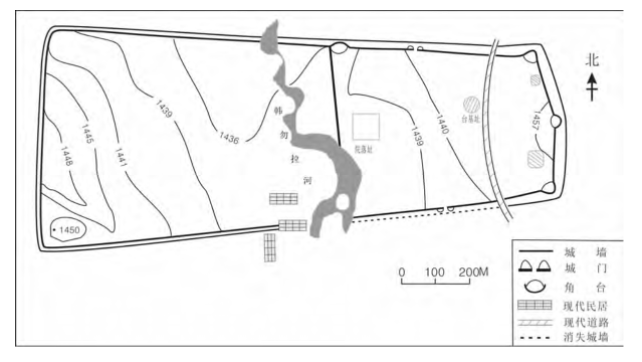 北
1439
1436
1445
1441
1448
1450
韩
勿
拉
河
院落址
1439
1440
台基址
1457
0 100 200M
城 墙
城 门
角 台
现代民居
现代道路
消失城墙